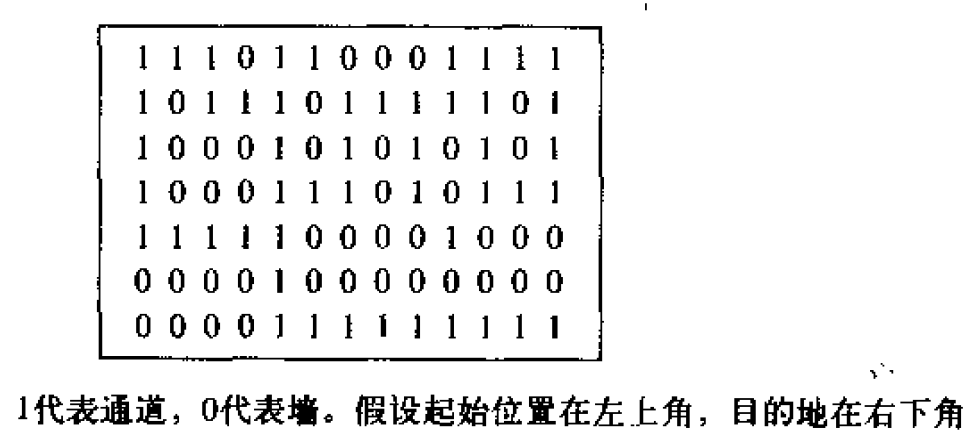 1 1 1 0 1 1 0 0 0 1 1 1 1
1 0 1 1 1 0 1 1 1 1 1 0 1
1 0 0 0 1 0 1 0 1 0 1 0 1
1 0 0 0 1 1 1 0 1 0 1 1 1
1 1 1 1 1 0 0 0 0 1 0 0 0
0 0 0 0 1 0 0 0 0 0 0 0 0
0 0 0 0 1 1 1 1 1 1 1 1 1
1代表通道，0代表墙。假设起始位置在左上角，目的地在右下角